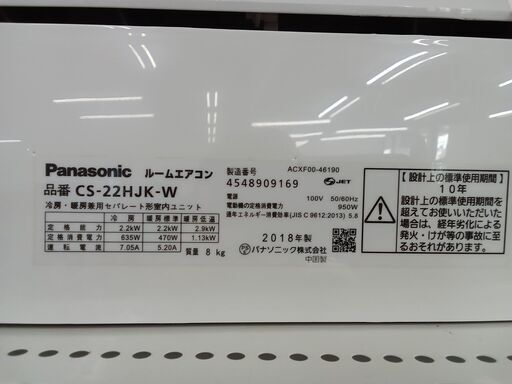 Panasonic ルームエアコン
品番 CS-22HJK-W
冷房・暖房兼用セパレート形室内ユニット
冷房 暖房標準 暖房低温
定格能力 2.2kW 2.2kW 2.9kW
定格消費電力 635W 470W 1.13kW
運転電流 7.05A 5.20A
質量 8kg
ACXF00-46190
製造番号
4548909169
JET
電源 100V 50/60Hz
電動機の定格消費電力 950W
通年エネルギー消費効率(JIS C 9612:2013) 5.8
2018年製
パナソニック株式会社
中国製
【設計上の標準使用期間】
10年
設計上の標準使用期間を
超えてお使いいただいた
場合は、経年劣化による
発火・けが等の事故に至
るおそれがあります。